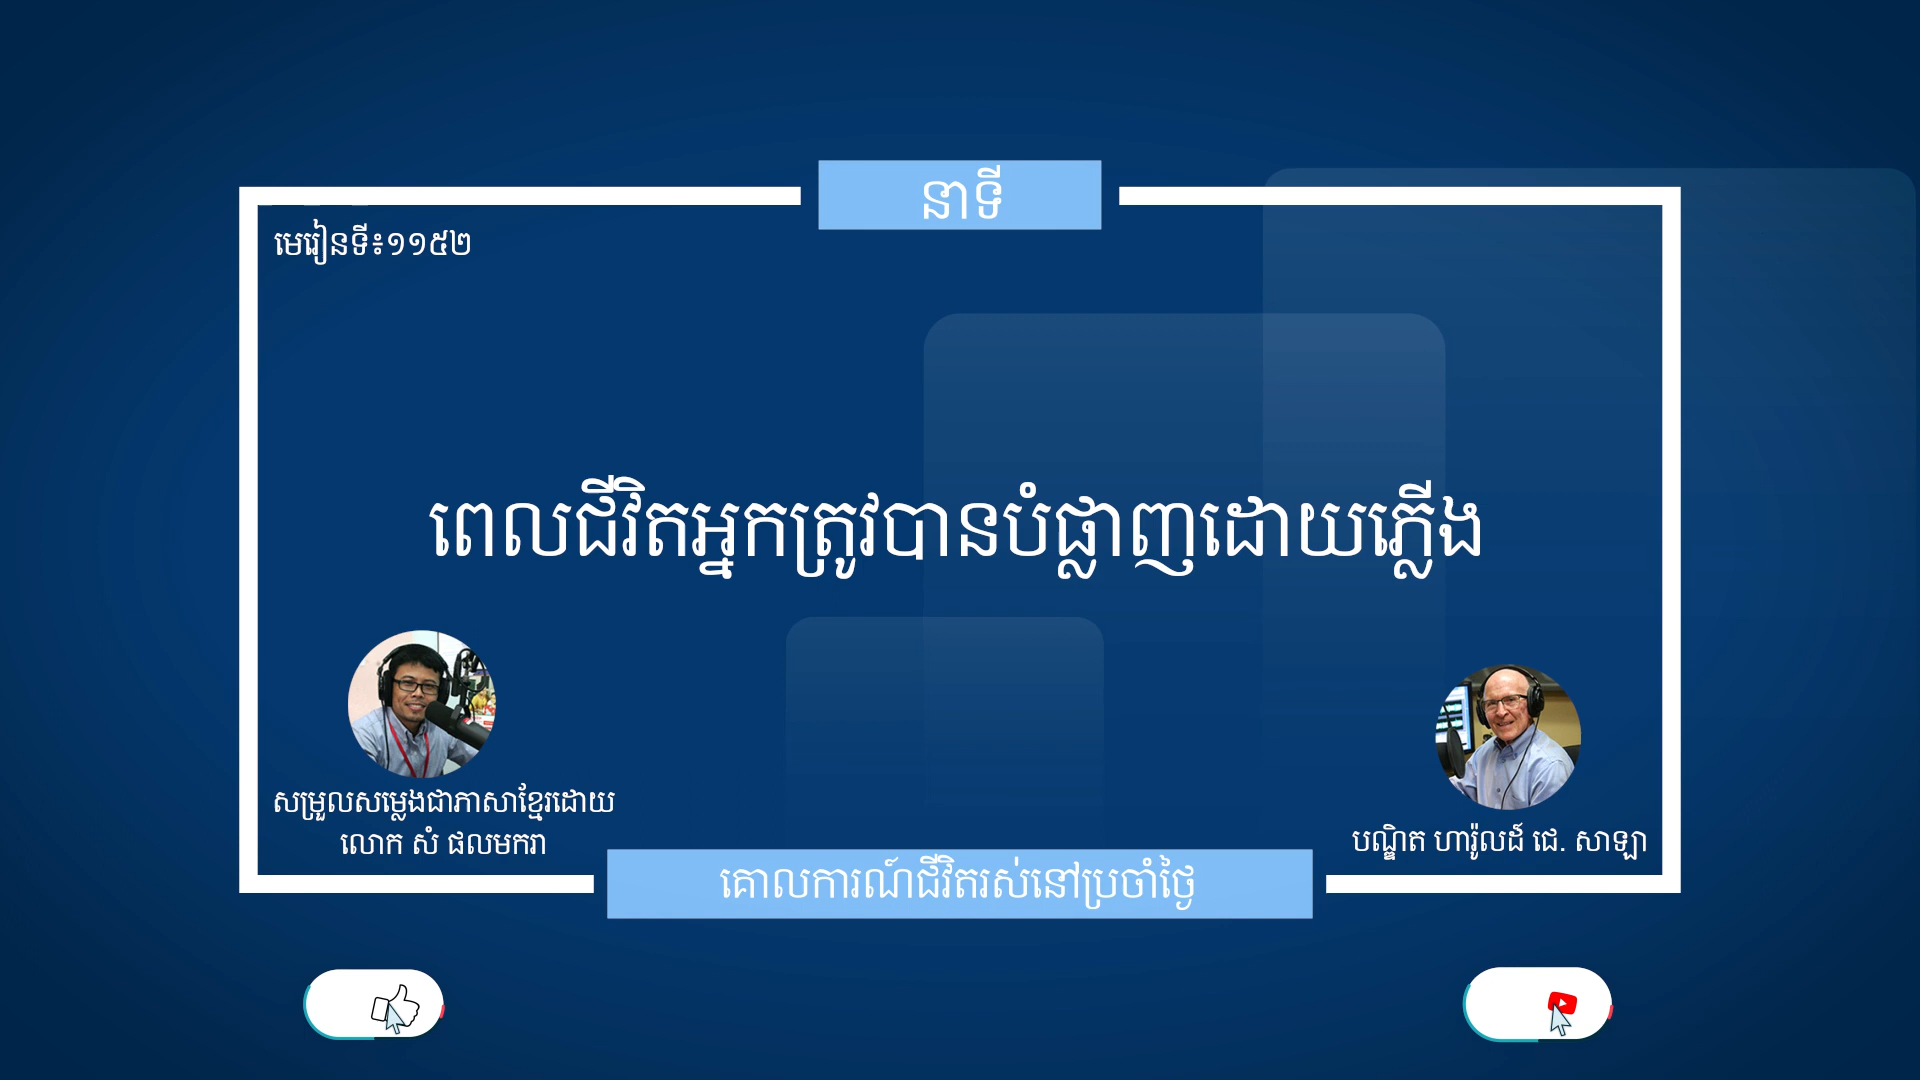 នាទី
មេរៀនទី៖១១៥២
ពេលជីវិតអ្នកត្រូវបានបំផ្លាញដោយភ្លើង
សម្រួលសម្លេងជាភាសាខ្មែរដោយ
លោក សំ ផលមករា
បណ្ឌិត ហារ៉ូលដ៍ ជេ. សាឡា
គោលការណ៍ជីវិតរស់នៅប្រចាំថ្ងៃ